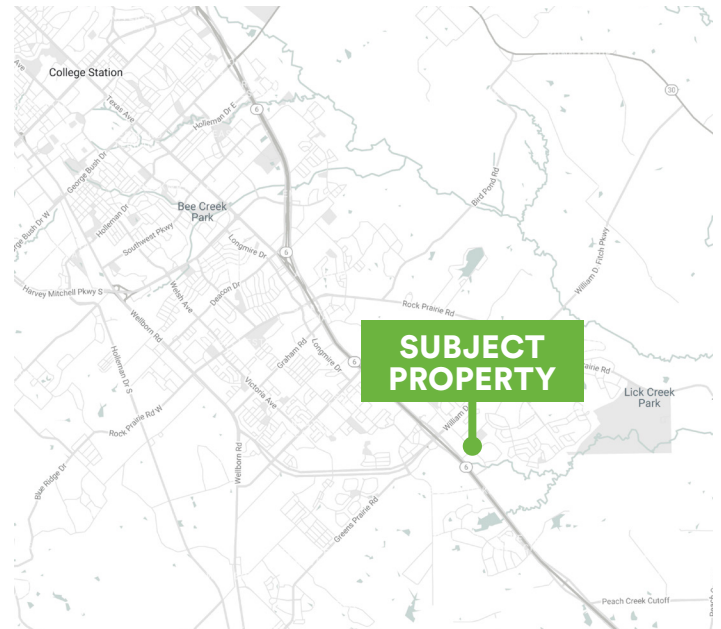 Ave
College Station
Texas Ave
Holleman Dr E
6
30
George Bush Dr
Bee Creek
Park
Bird Pond Rd
Holleman Dr
Southwest Pkwy
Longmire Dr
William D. Fitch Pkwy
6
Harvey Mitchell Pkwy S
Welsh Ave
Deacon Dr
Rock Prairie Rd
Wellborn Rd
Graham Rd
Longmire Dr
6
SUBJECT
PROPERTY
Holleman Dr S
Victoria Ave
Lick Creek
Park
William D
Rock Prairie Rd W
Wellborn Rd
6
Blue Ridge Dr
Greens Prairie Rd
Peach Creek Cutoff